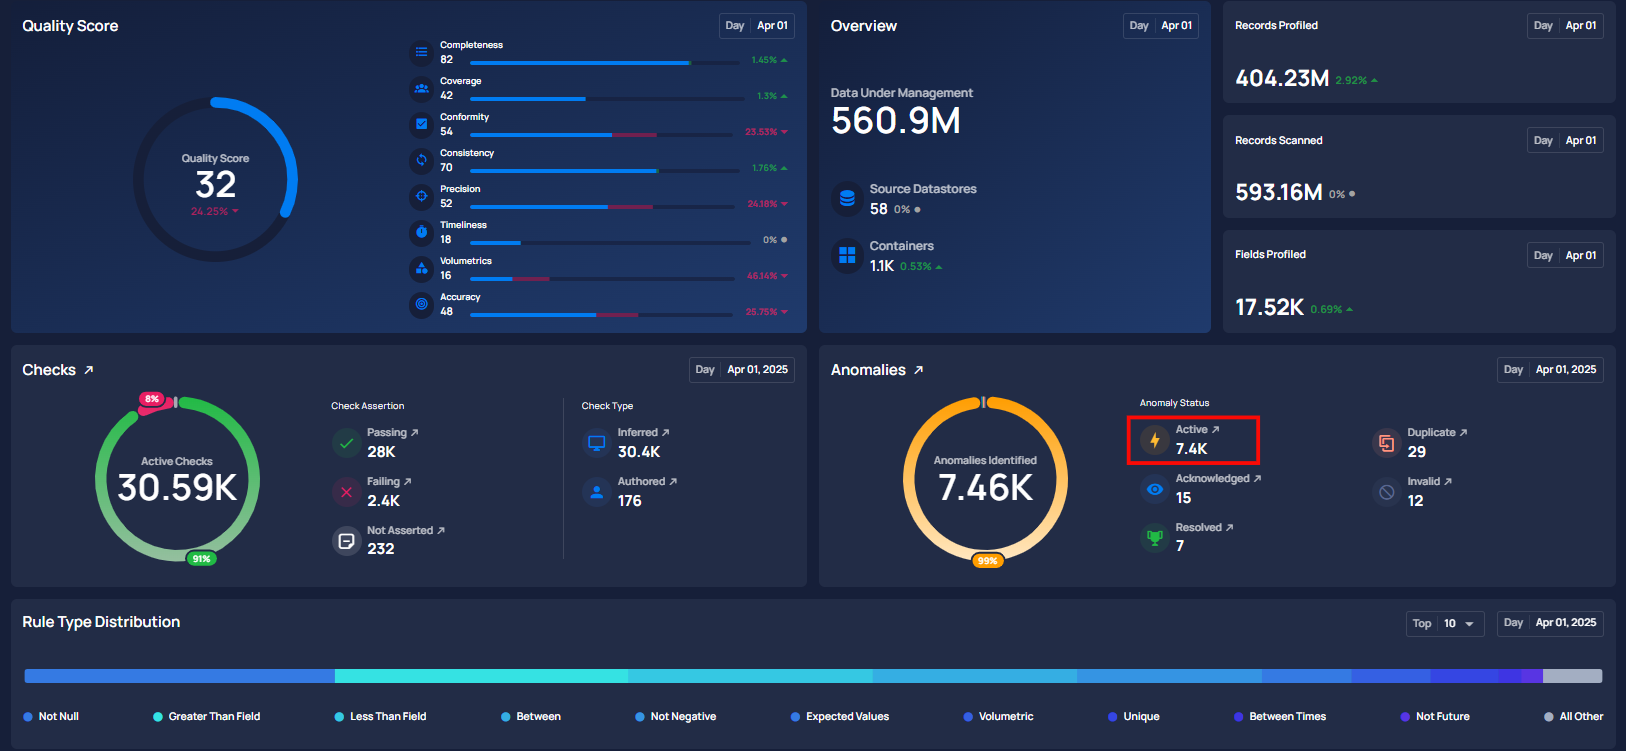 Quality Score
Day Apr 01
Quality Score
32
24.25%
Completeness
82
1.45%
Coverage
42
1.3%
Conformity
54
23.53%
Consistency
70
1.76%
Precision
52
24.18%
Timeliness
18
0%
Volumetrics
16
46.14%
Accuracy
48
25.75%
Overview
Day Apr 01
Data Under Management
560.9M
Source Datastores
58 0%
Containers
1.1K 0.53%
Records Profiled
Day Apr 01
404.23M 2.92%
Records Scanned
Day Apr 01
593.16M 0%
Fields Profiled
Day Apr 01
17.52K 0.69%
Checks
Day Apr 01, 2025
8%
Active Checks
30.59K
91%
Check Assertion
Passing
28K
Failing
2.4K
Not Asserted
232
Check Type
Inferred
30.4K
Authored
176
Anomalies
Day Apr 01, 2025
Anomalies Identified
7.46K
99%
Anomaly Status
Active
7.4K
Acknowledged
15
Resolved
7
Duplicate
29
Invalid
12
Rule Type Distribution
Top 10
Day Apr 01, 2025
Not Null Greater Than Field Less Than Field Between Not Negative Expected Values Volumetric Unique Between Times Not Future All Other